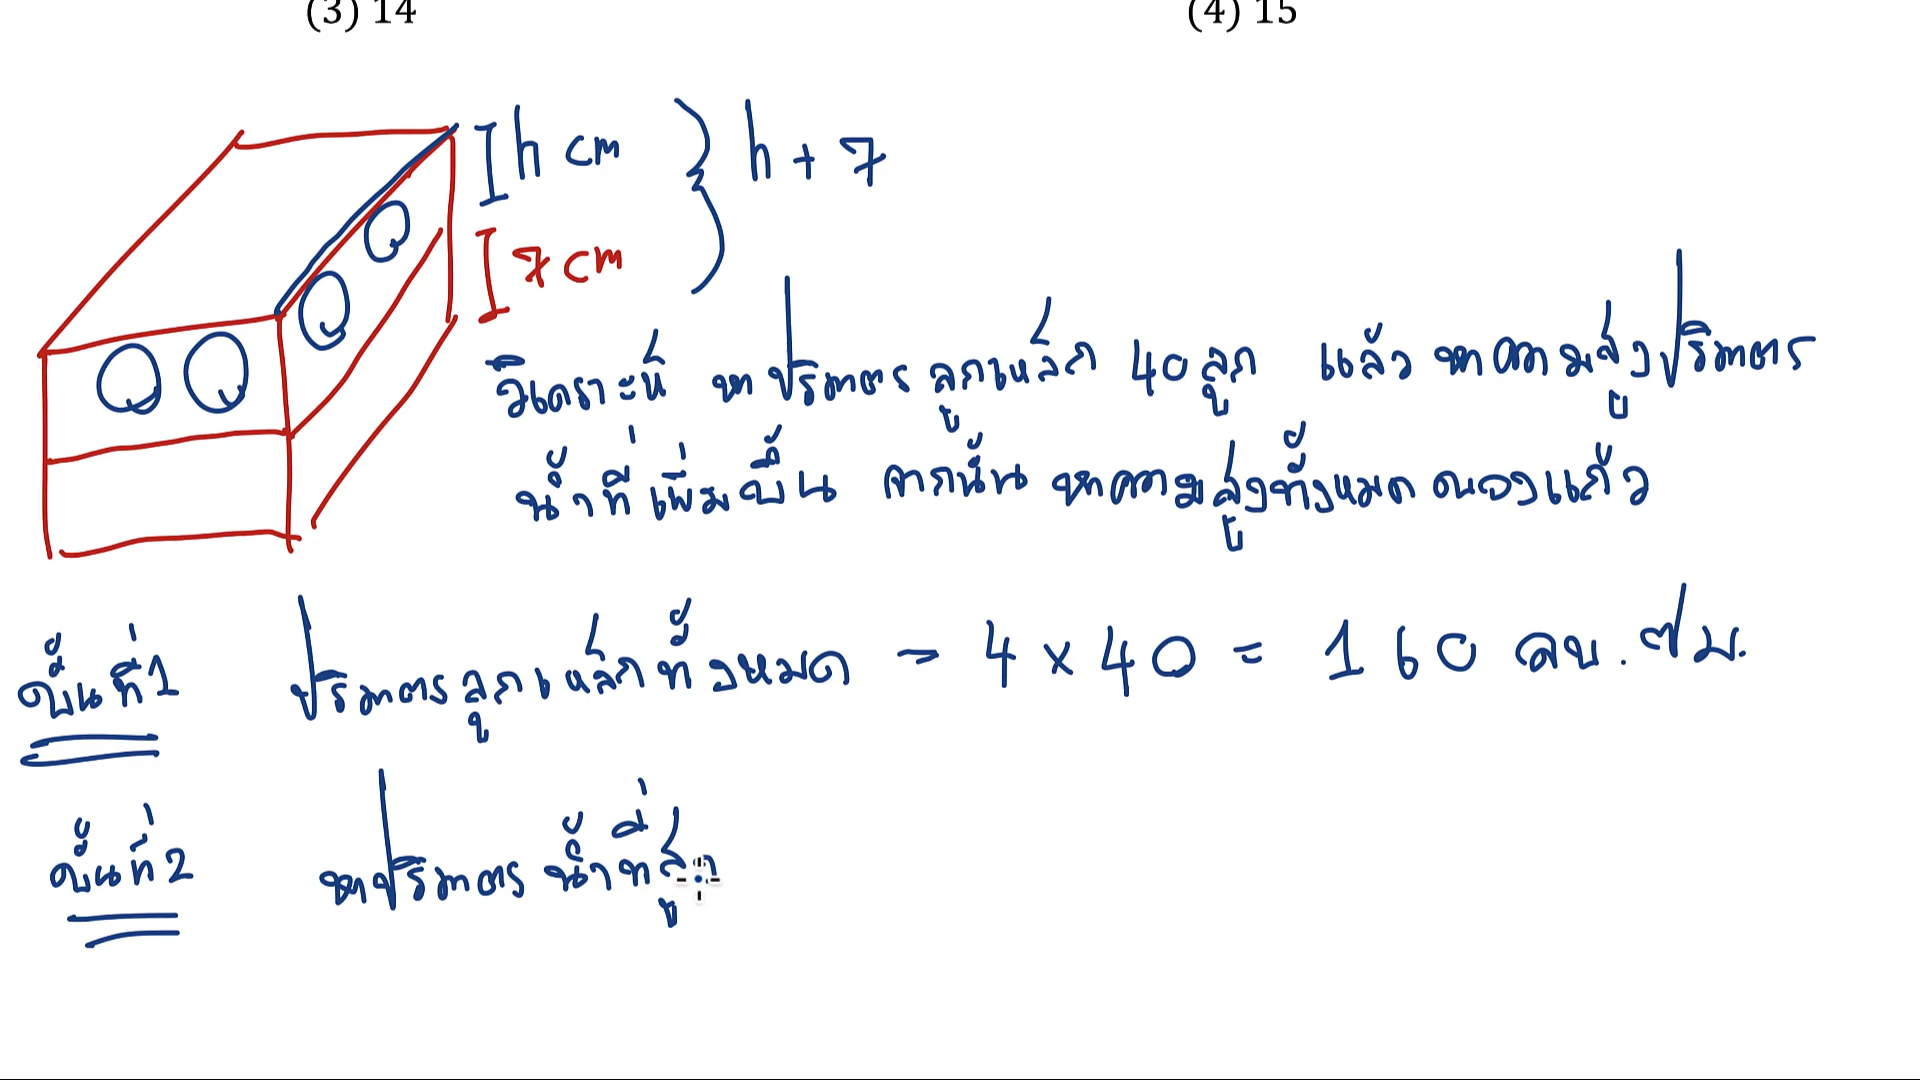 (3) 14 (4) 15
h cm h + 7
7 cm
วิเคราะห์ หาปริมาตรลูกเหล็ก 40 ลูก แล้วหาความสูงปริมาตร
น้ำที่เพิ่มขึ้น จากนั้นหาความสูงทั้งหมดของแก้ว
ขั้นที่ 1 ปริมาตรลูกเหล็กทั้งหมด = 4 x 40 = 160 ลบ.ซม.
ขั้นที่ 2 หาปริมาตรน้ำที่สูง